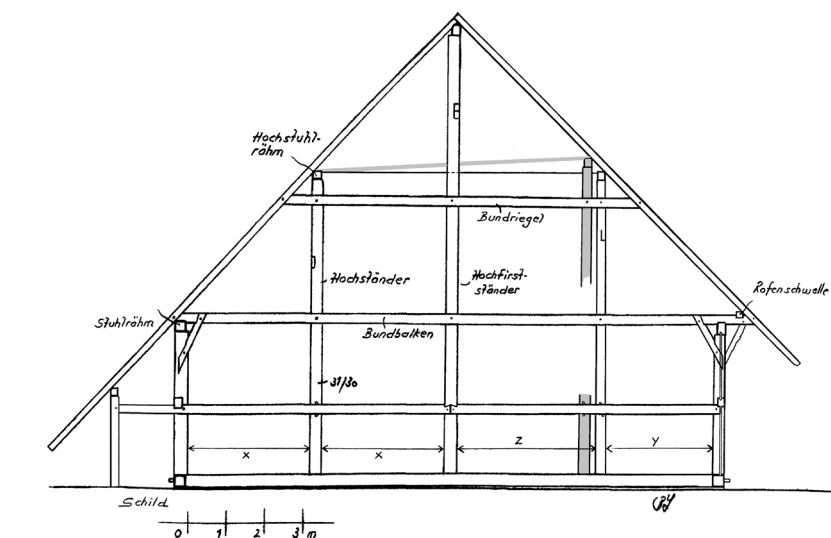 Hochstuhl-
rähm
Bundriegel
Hochständer
Hochfirst-
ständer
Rofenschwelle
Stuhlrähm
Bundbalken
31/30
x
x
z
y
Schild
0 1 2 3 m